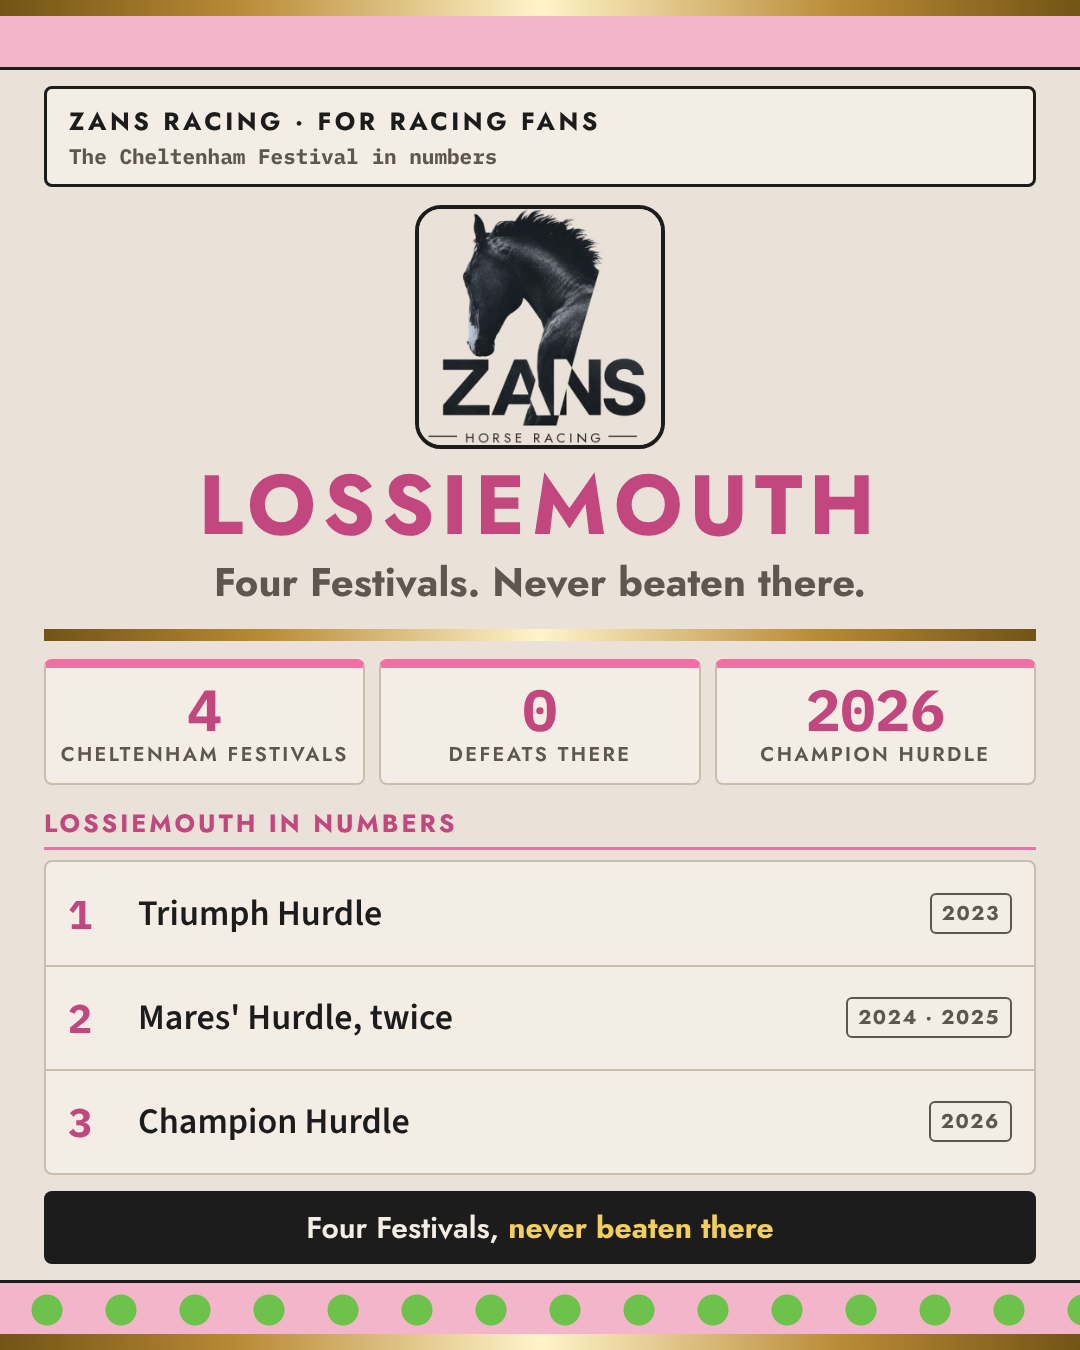 ZANS RACING · FOR RACING FANS
The Cheltenham Festival in numbers
ZANS
HORSE RACING
LOSSIEMOUTH
Four Festivals. Never beaten there.
4
CHELTENHAM FESTIVALS
0
DEFEATS THERE
2026
CHAMPION HURDLE
LOSSIEMOUTH IN NUMBERS
1 Triumph Hurdle 2023
2 Mares' Hurdle, twice 2024 · 2025
3 Champion Hurdle 2026
Four Festivals, never beaten there